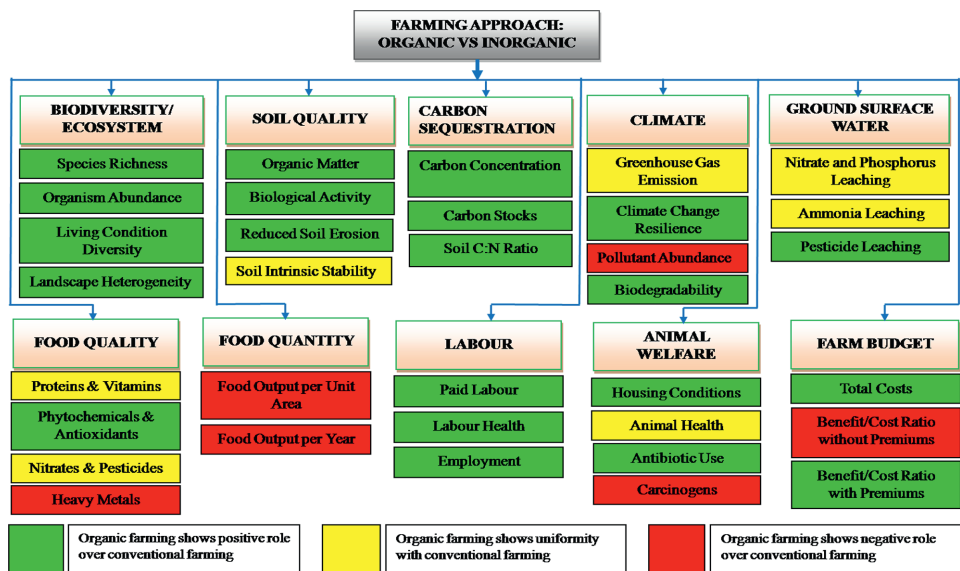 FARMING APPROACH:
ORGANIC VS INORGANIC
BIODIVERSITY/
ECOSYSTEM
Species Richness
Organism Abundance
Living Condition
Diversity
Landscape Heterogeneity
SOIL QUALITY
Organic Matter
Biological Activity
Reduced Soil Erosion
Soil Intrinsic Stability
CARBON
SEQUESTRATION
Carbon Concentration
Carbon Stocks
Soil C:N Ratio
CLIMATE
Greenhouse Gas
Emission
Climate Change
Resilience
Pollutant Abundance
Biodegradability
GROUND SURFACE
WATER
Nitrate and Phosphorus
Leaching
Ammonia Leaching
Pesticide Leaching
FOOD QUALITY
Proteins & Vitamins
Phytochemicals &
Antioxidants
Nitrates & Pesticides
Heavy Metals
FOOD QUANTITY
Food Output per Unit
Area
Food Output per Year
LABOUR
Paid Labour
Labour Health
Employment
ANIMAL
WELFARE
Housing Conditions
Animal Health
Antibiotic Use
Carcinogens
FARM BUDGET
Total Costs
Benefit/Cost Ratio
without Premiums
Benefit/Cost Ratio
with Premiums
Organic farming shows positive role
over conventional farming
Organic farming shows uniformity
with conventional farming
Organic farming shows negative role
over conventional farming